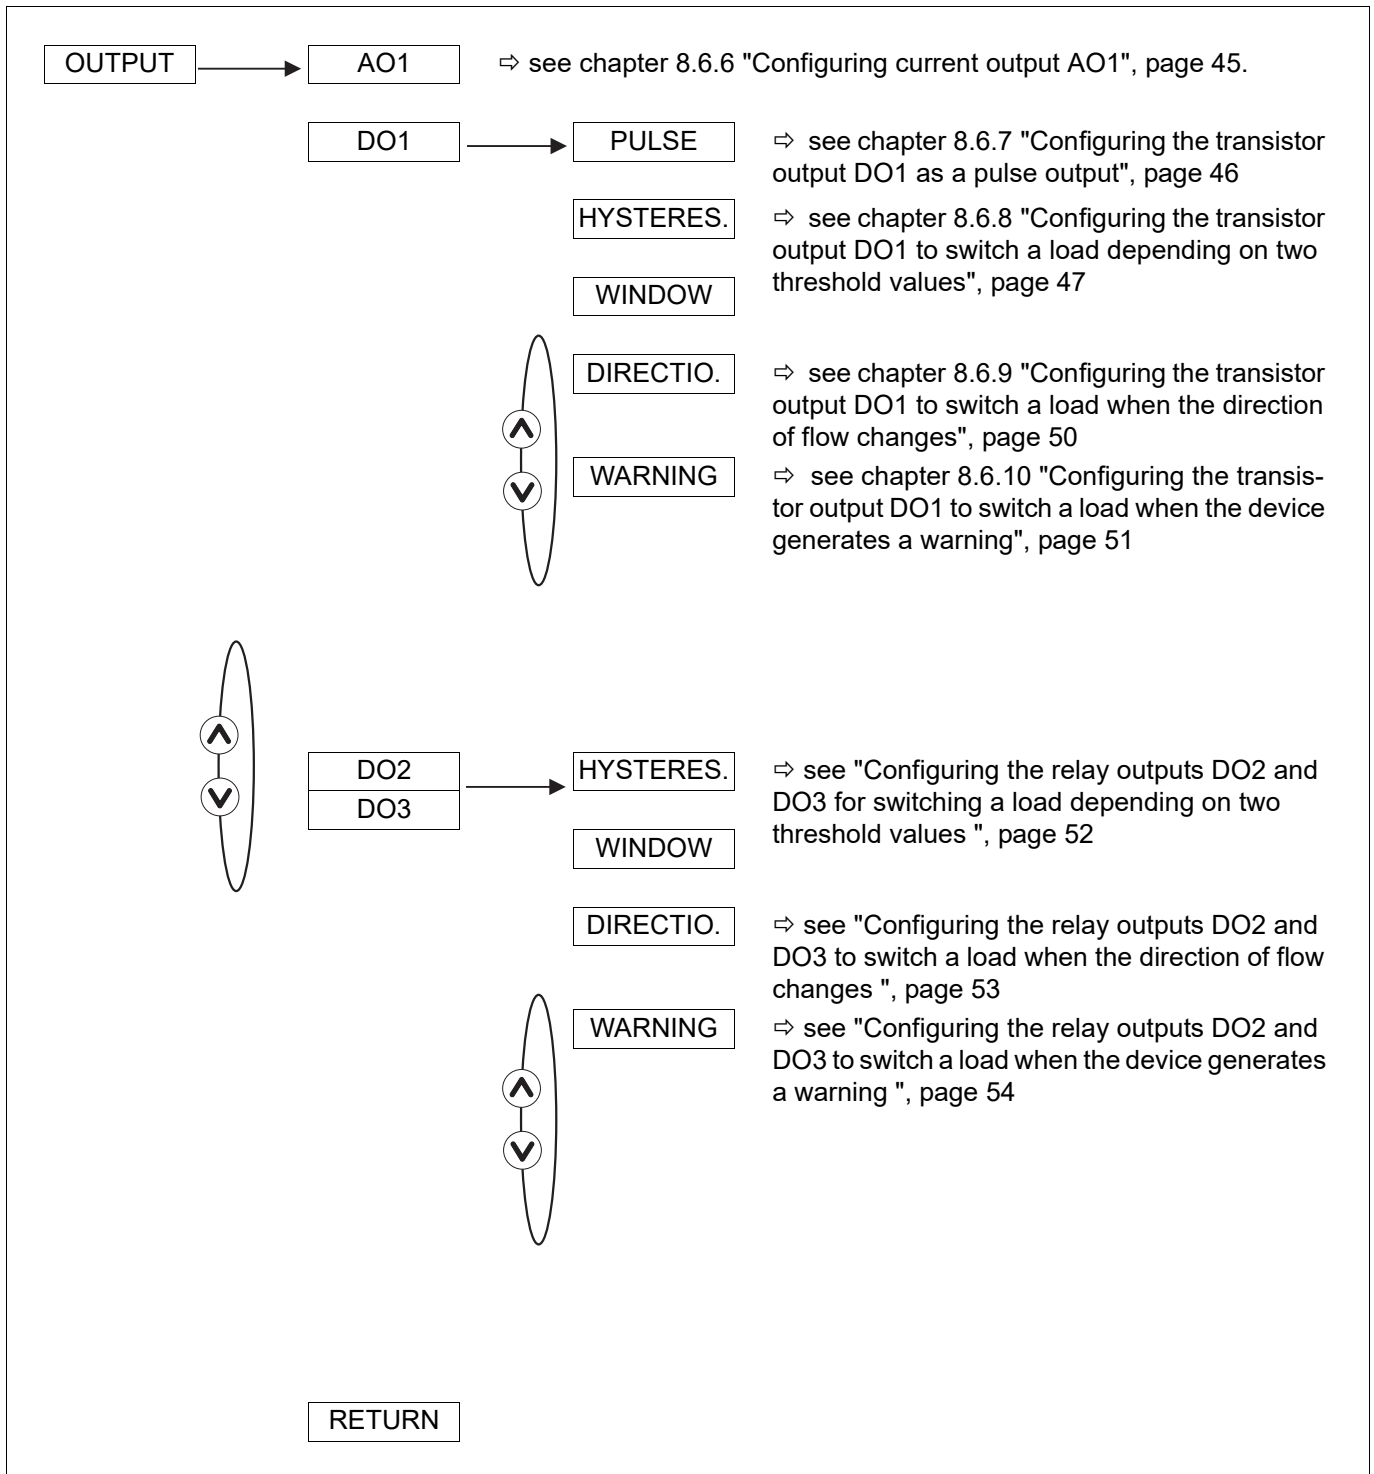 OUTPUT
AO1
⇨ see chapter 8.6.6 "Configuring current output AO1", page 45.
DO1
PULSE
⇨ see chapter 8.6.7 "Configuring the transistor
output DO1 as a pulse output", page 46
HYSTERES.
⇨ see chapter 8.6.8 "Configuring the transistor
output DO1 to switch a load depending on two
threshold values", page 47
WINDOW
DIRECTIO.
⇨ see chapter 8.6.9 "Configuring the transistor
output DO1 to switch a load when the direction
of flow changes", page 50
WARNING
⇨ see chapter 8.6.10 "Configuring the transis-
tor output DO1 to switch a load when the device
generates a warning", page 51
DO2
DO3
HYSTERES.
⇨ see "Configuring the relay outputs DO2 and
DO3 for switching a load depending on two
threshold values ", page 52
WINDOW
DIRECTIO.
⇨ see "Configuring the relay outputs DO2 and
DO3 to switch a load when the direction of flow
changes ", page 53
WARNING
⇨ see "Configuring the relay outputs DO2 and
DO3 to switch a load when the device generates
a warning ", page 54
RETURN